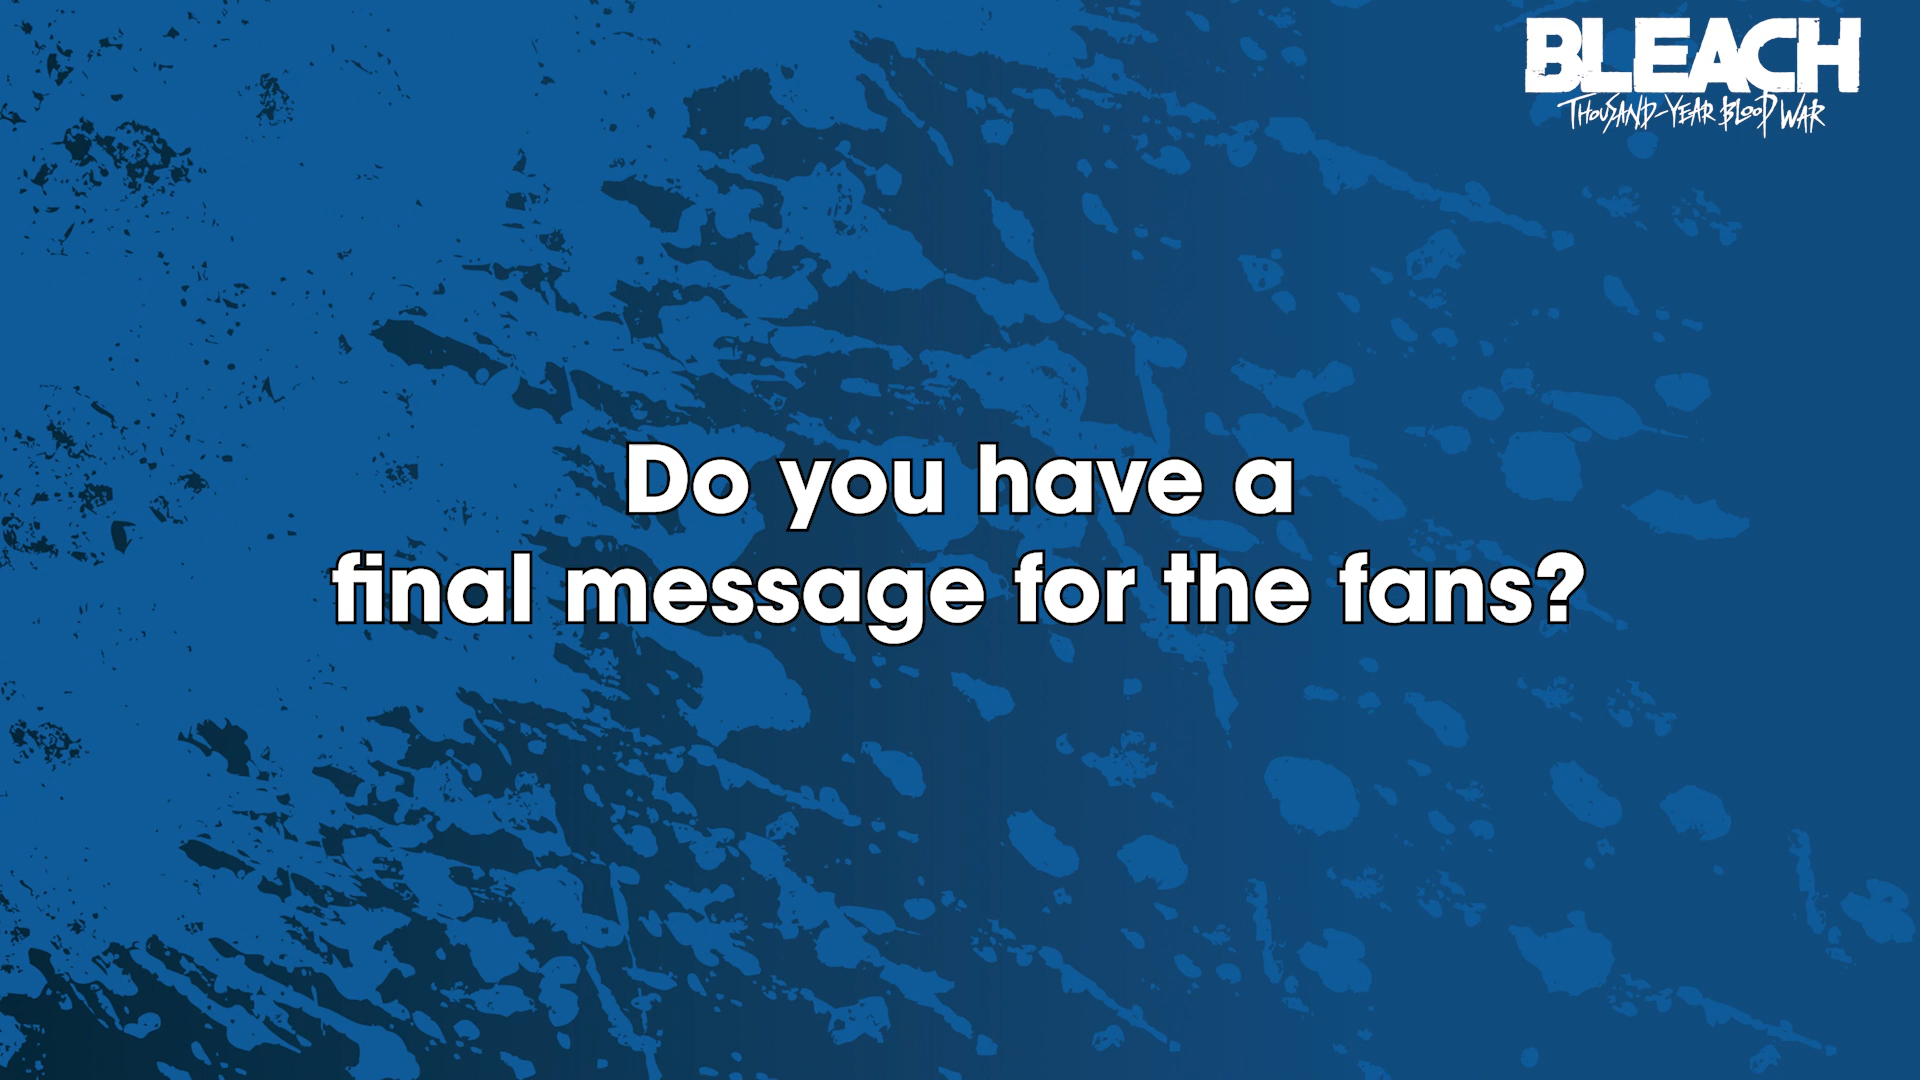 BLEACH
THOUSAND-YEAR BLOOD WAR
Do you have a
final message for the fans?